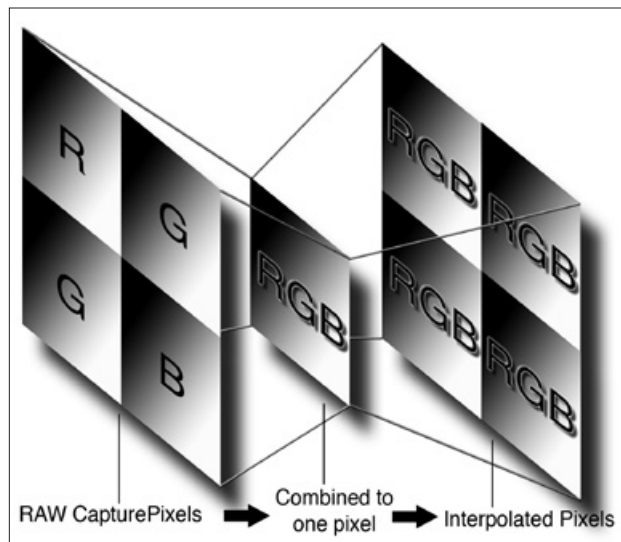 R
G
G
B
RGB
RGB
RGB
RGB
RGB
RAW CapturePixels
Combined to
one pixel
Interpolated Pixels